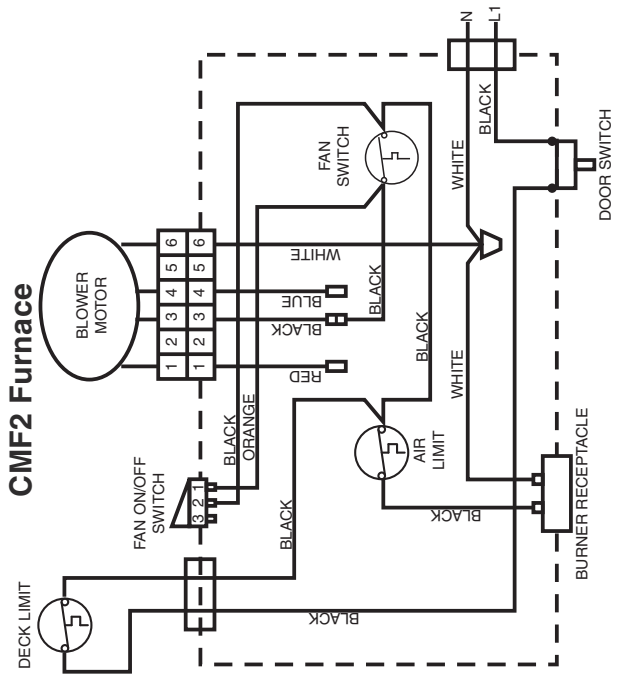 CMF2 Furnace
DECK LIMIT
FAN ON/OFF
SWITCH
3 2 1
BLOWER
MOTOR
1 2 3 4 5 6
1 2 3 4 5 6
RED
BLACK
BLUE
WHITE
BLACK
ORANGE
BLACK
BLACK
FAN
SWITCH
BLACK
AIR
LIMIT
BLACK
WHITE
WHITE
BLACK
N
L1
BLACK
BURNER RECEPTACLE
DOOR SWITCH